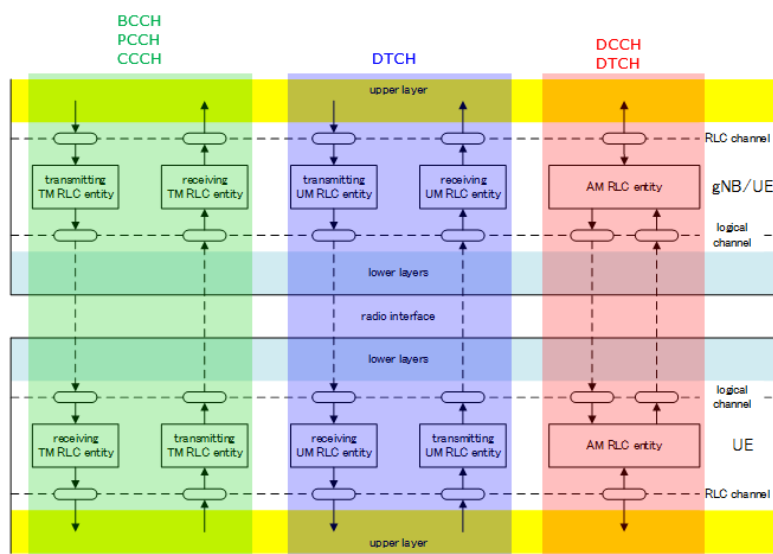 BCCH
PCCH
CCCH
DTCH
DCCH
DTCH
upper layer
RLC channel
transmitting
TM RLC entity
receiving
TM RLC entity
transmitting
UM RLC entity
receiving
UM RLC entity
AM RLC entity
gNB/UE
logical
channel
lower layers
radio interface
lower layers
logical
channel
receiving
TM RLC entity
transmitting
TM RLC entity
receiving
UM RLC entity
transmitting
UM RLC entity
AM RLC entity
UE
RLC channel
upper layer